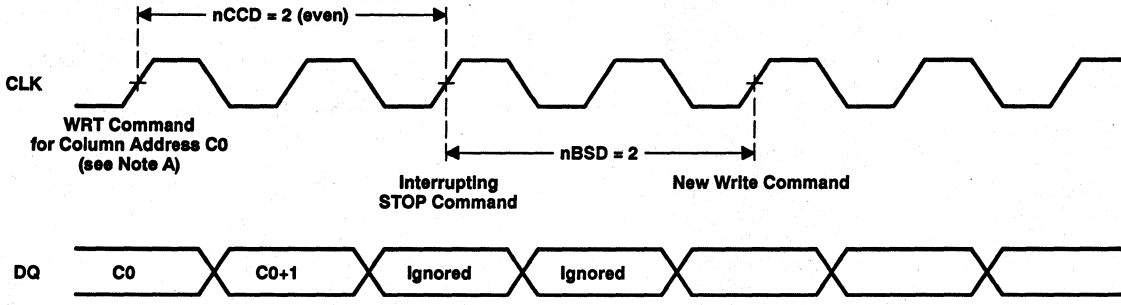 nCCD = 2 (even)
CLK
WRT Command
for Column Address C0
(see Note A)
nBSD = 2
Interrupting
STOP Command
New Write Command
DQ
C0
C0+1
Ignored
Ignored